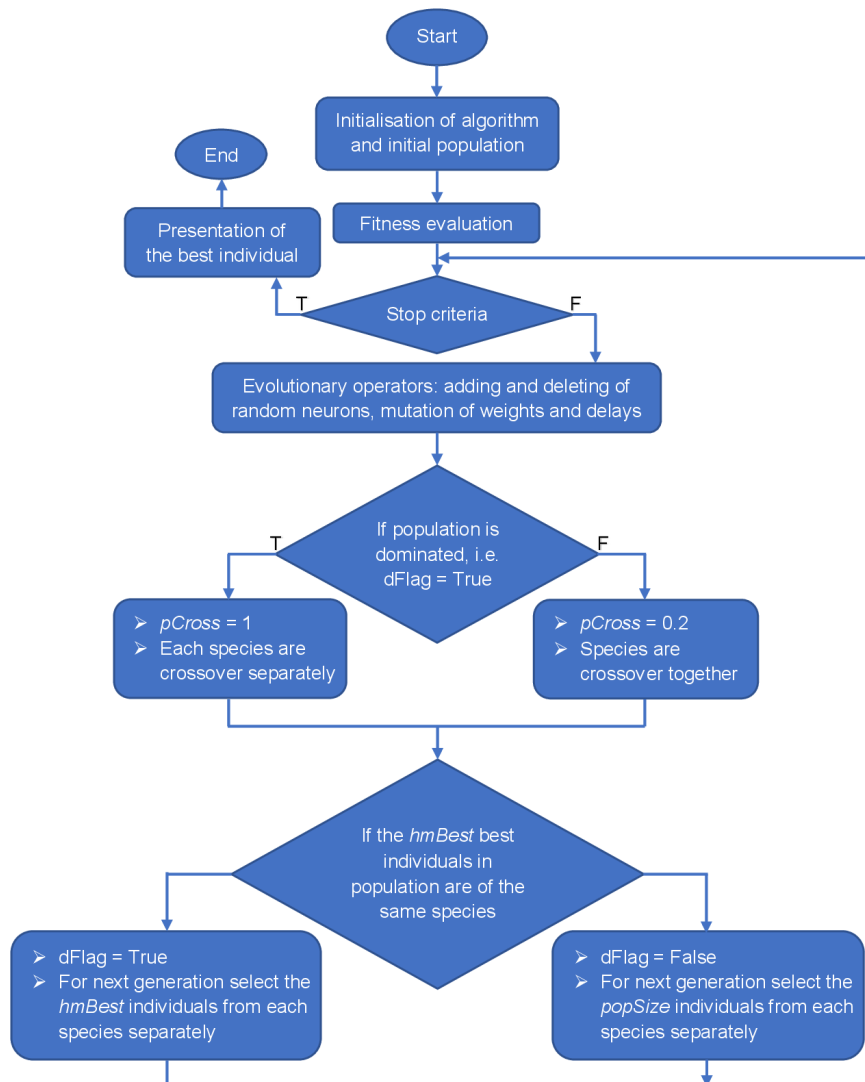 Start
Initialisation of algorithm
and initial population
End
Fitness evaluation
Presentation of
the best individual
T
Stop criteria
F
Evolutionary operators: adding and deleting of
random neurons, mutation of weights and delays
T
If population is
dominated, i.e.
dFlag = True
F
➢ pCross = 1
➢ Each species are
crossover separately
➢ pCross = 0.2
➢ Species are
crossover together
If the hmBest best
individuals in
population are of the
same species
➢ dFlag = True
➢ For next generation select the
hmBest individuals from each
species separately
➢ dFlag = False
➢ For next generation select the
popSize individuals from each
species separately